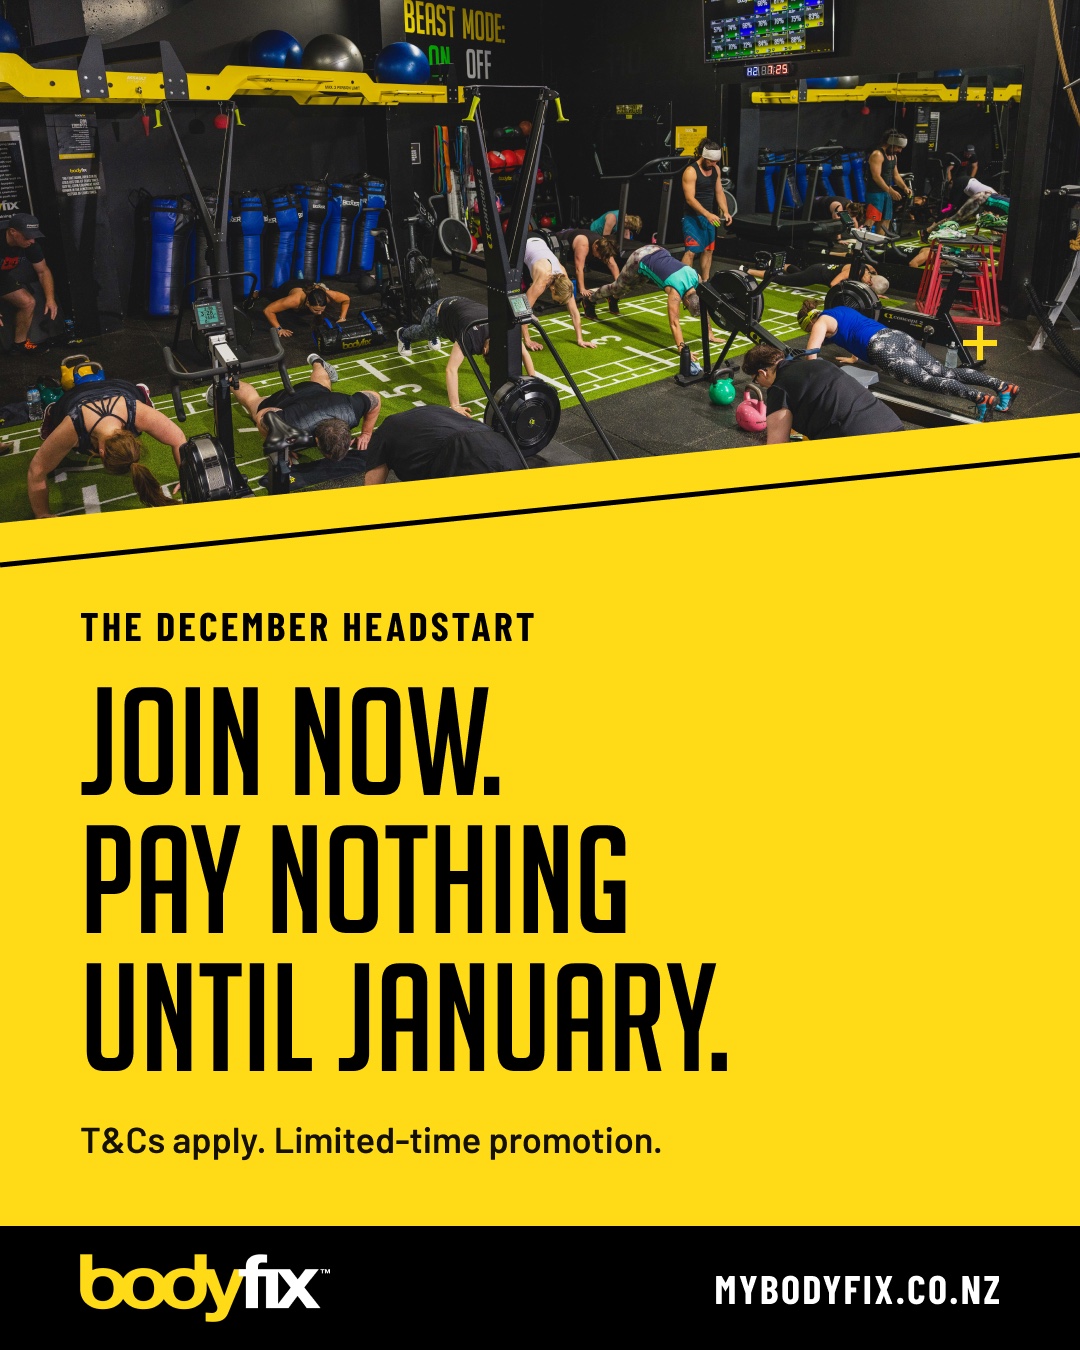 BEAST MODE:
ON OFF
THE DECEMBER HEADSTART
JOIN NOW.
PAY NOTHING
UNTIL JANUARY.
T&Cs apply. Limited-time promotion.
bodyfix™
MYBODYFIX.CO.NZ